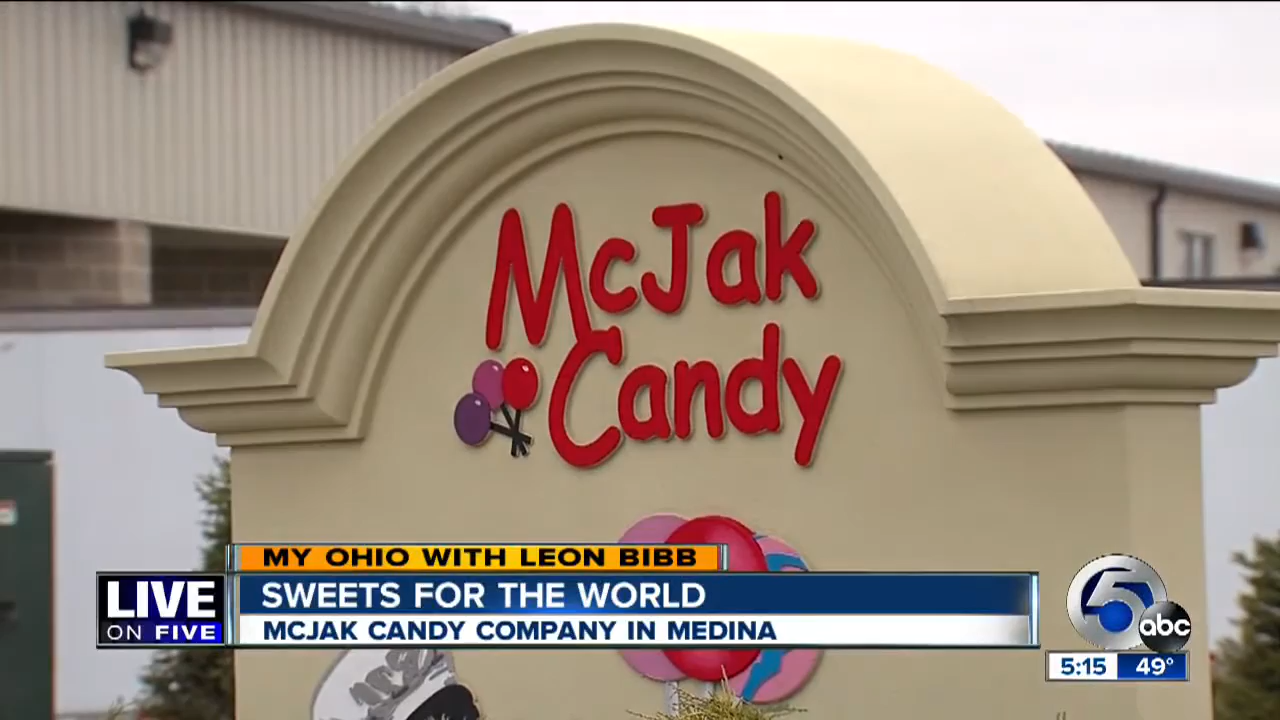 McJak
Candy
MY OHIO WITH LEON BIBB
LIVE
ON FIVE
SWEETS FOR THE WORLD
MCJAK CANDY COMPANY IN MEDINA
5
abc
5:15 49°